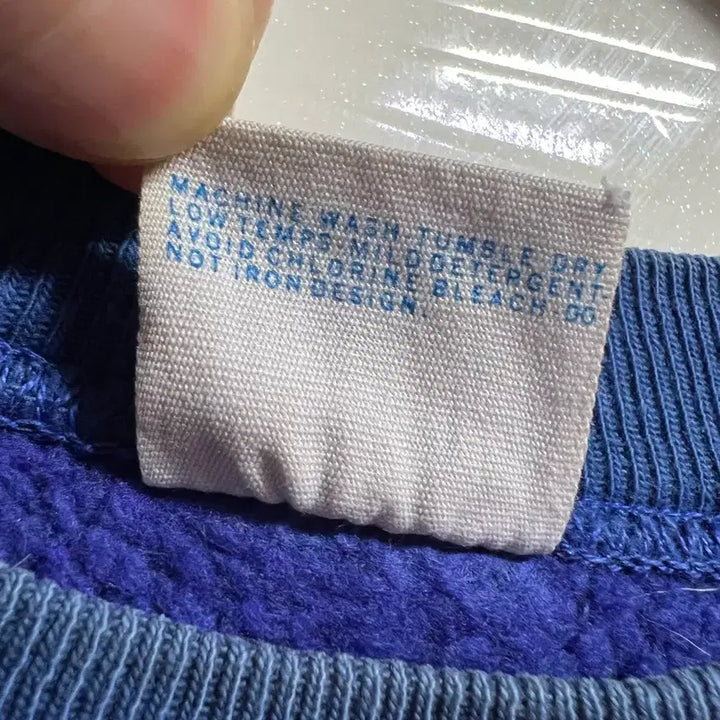 MACHINE WASH. TUMBLE DRY
LOW TEMPS. MILD DETERGENT
AVOID CHLORINE BLEACH. DO
NOT IRON DESIGN.